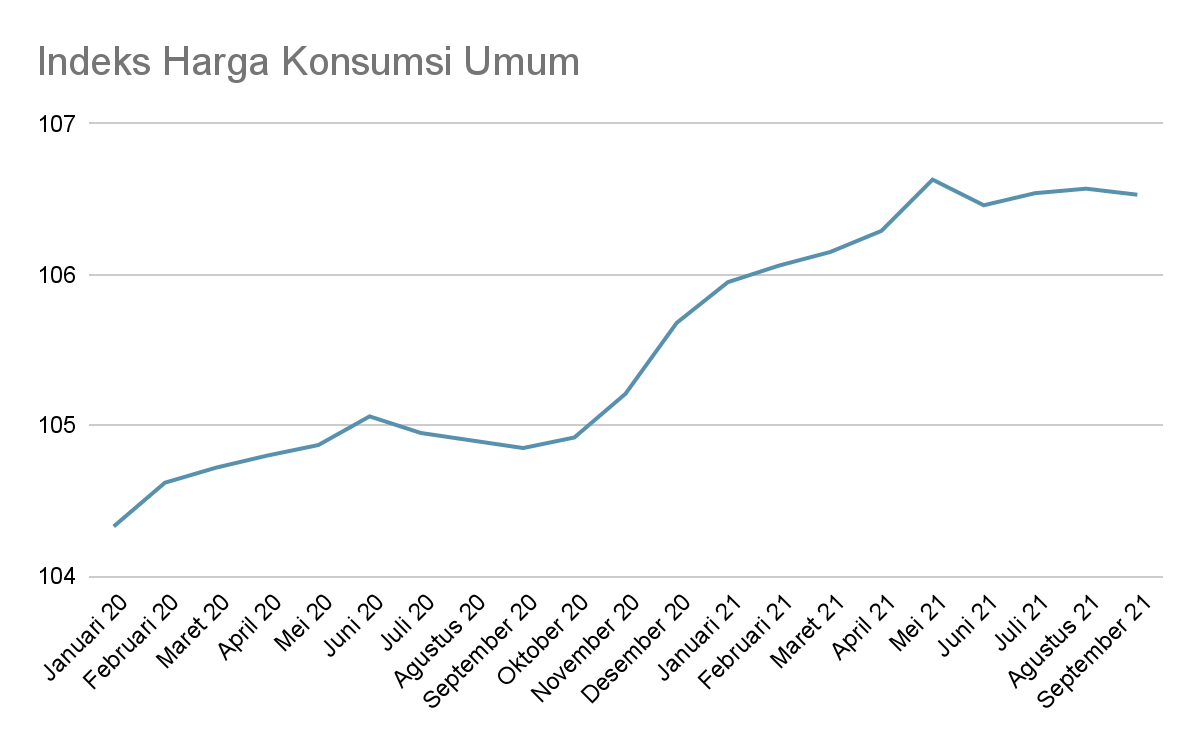 Indeks Harga Konsumsi Umum
107
106
105
104
Januari 20
Februari 20
Maret 20
April 20
Mei 20
Juni 20
Juli 20
Agustus 20
September 20
Oktober 20
November 20
Desember 20
Januari 21
Februari 21
Maret 21
April 21
Mei 21
Juni 21
Juli 21
Agustus 21
September 21